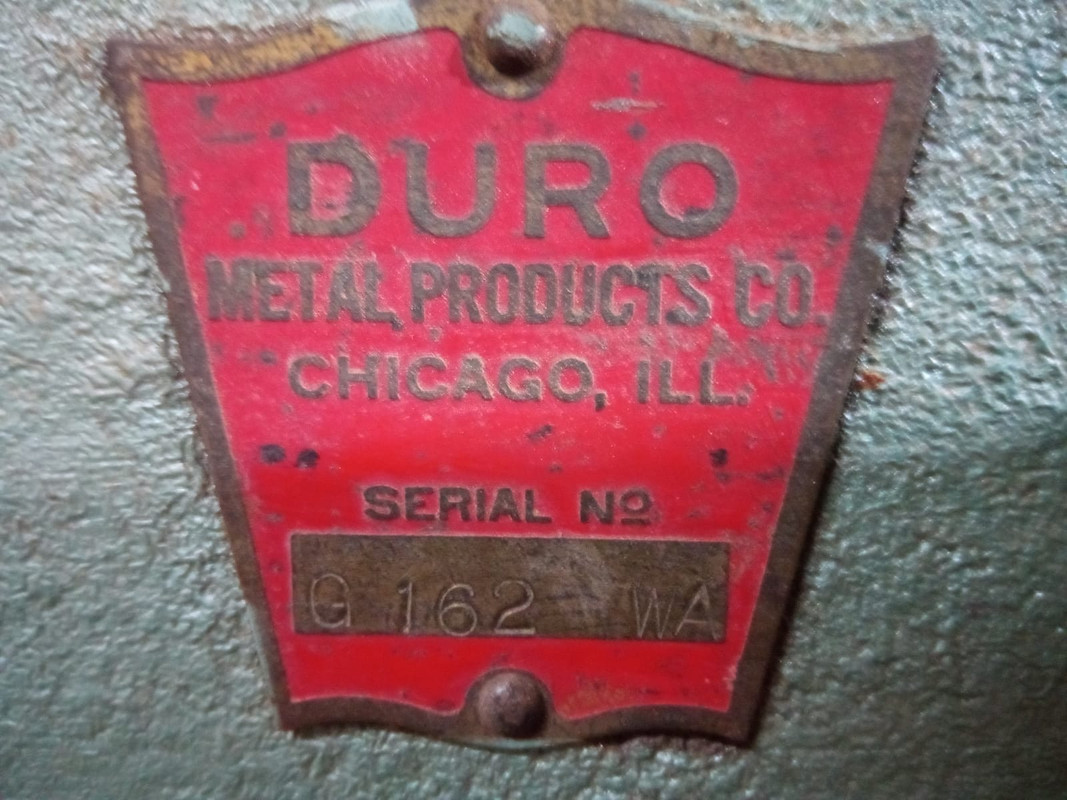 DURO
METAL PRODUCTS CO.
CHICAGO, ILL.
SERIAL Nº
G 162 WA